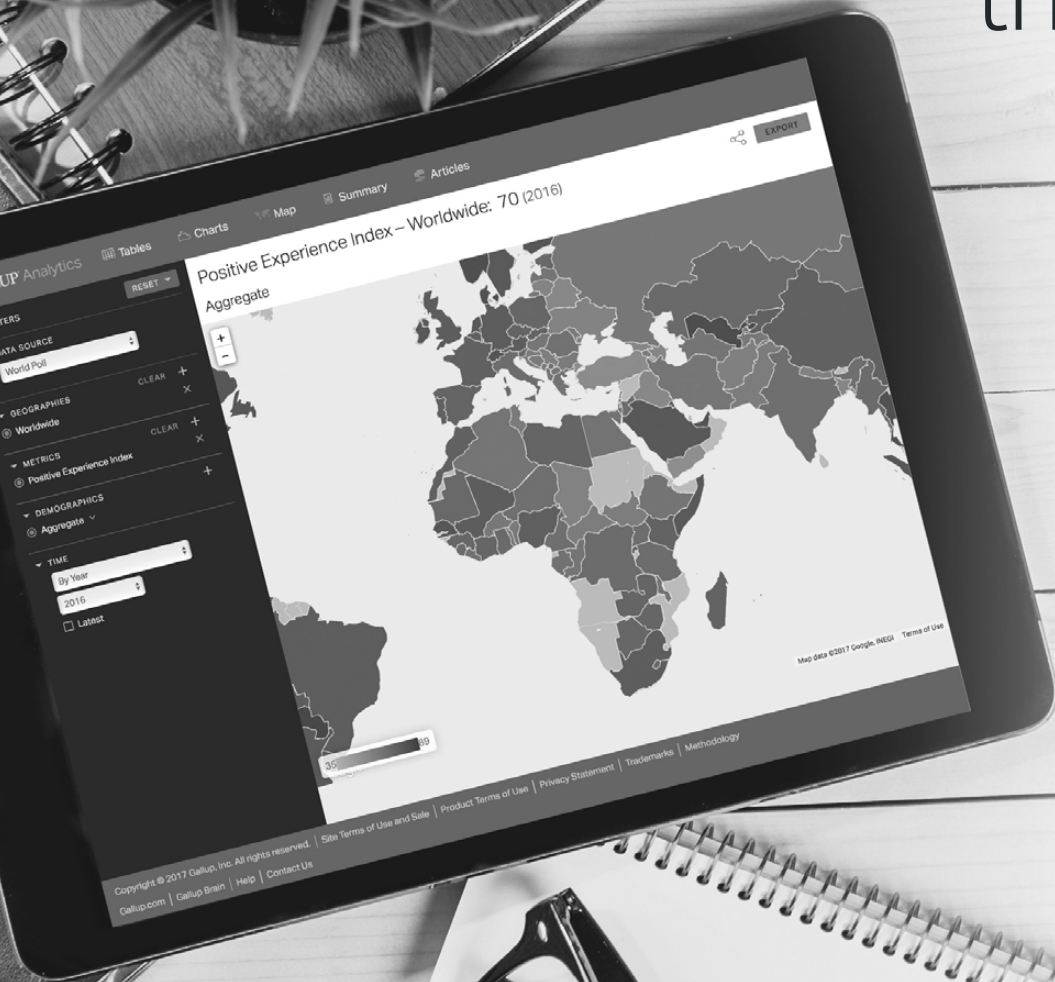 Tables
Charts
Map
Summary
Articles
EXPORT
Positive Experience Index – Worldwide: 70 (2016)
Aggregate
UP Analytics
RESET
TERS
ATA SOURCE
World Poll
CLEAR +
GEOGRAPHIES
Worldwide ×
CLEAR +
METRICS
Positive Experience Index ×
DEMOGRAPHICS +
Aggregate
TIME
By Year
2016
Latest
+
−
35 89
Map data ©2017 Google, INEGI Terms of Use
Copyright © 2017 Gallup, Inc. All rights reserved. | Site Terms of Use and Sale | Product Terms of Use | Privacy Statement | Trademarks | Methodology
Gallup.com | Gallup Brain | Help | Contact Us